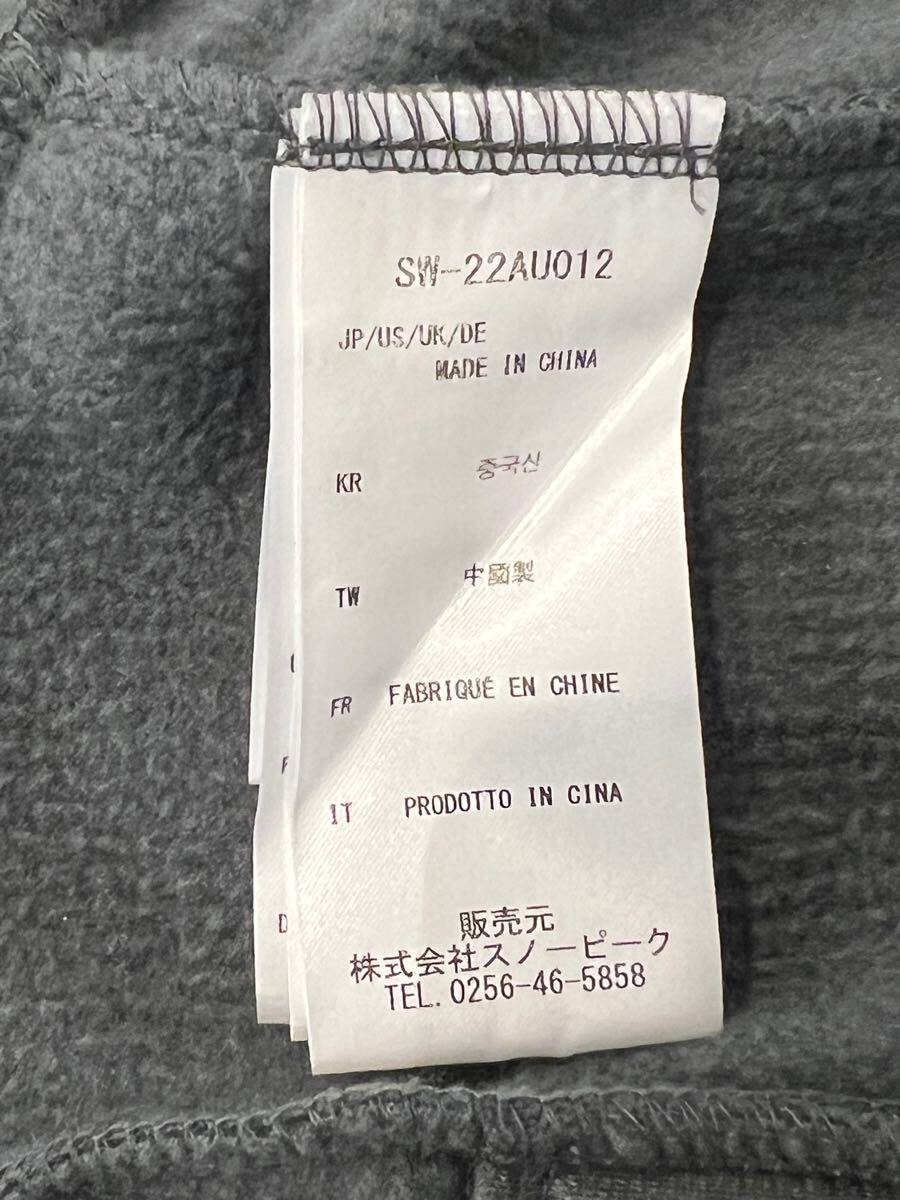 SW-22AU012
JP/US/UK/DE
MADE IN CHINA
KR 중국산
TW 中國製
FR FABRIQUÉ EN CHINE
IT PRODOTTO IN CINA
販売元
株式会社スノーピーク
TEL. 0256-46-5858